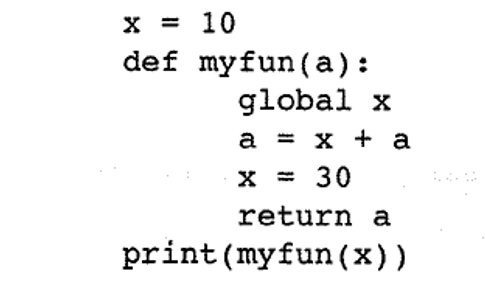 x = 10
def myfun(a):
      global x
      a = x + a
      x = 30
      return a
print(myfun(x))